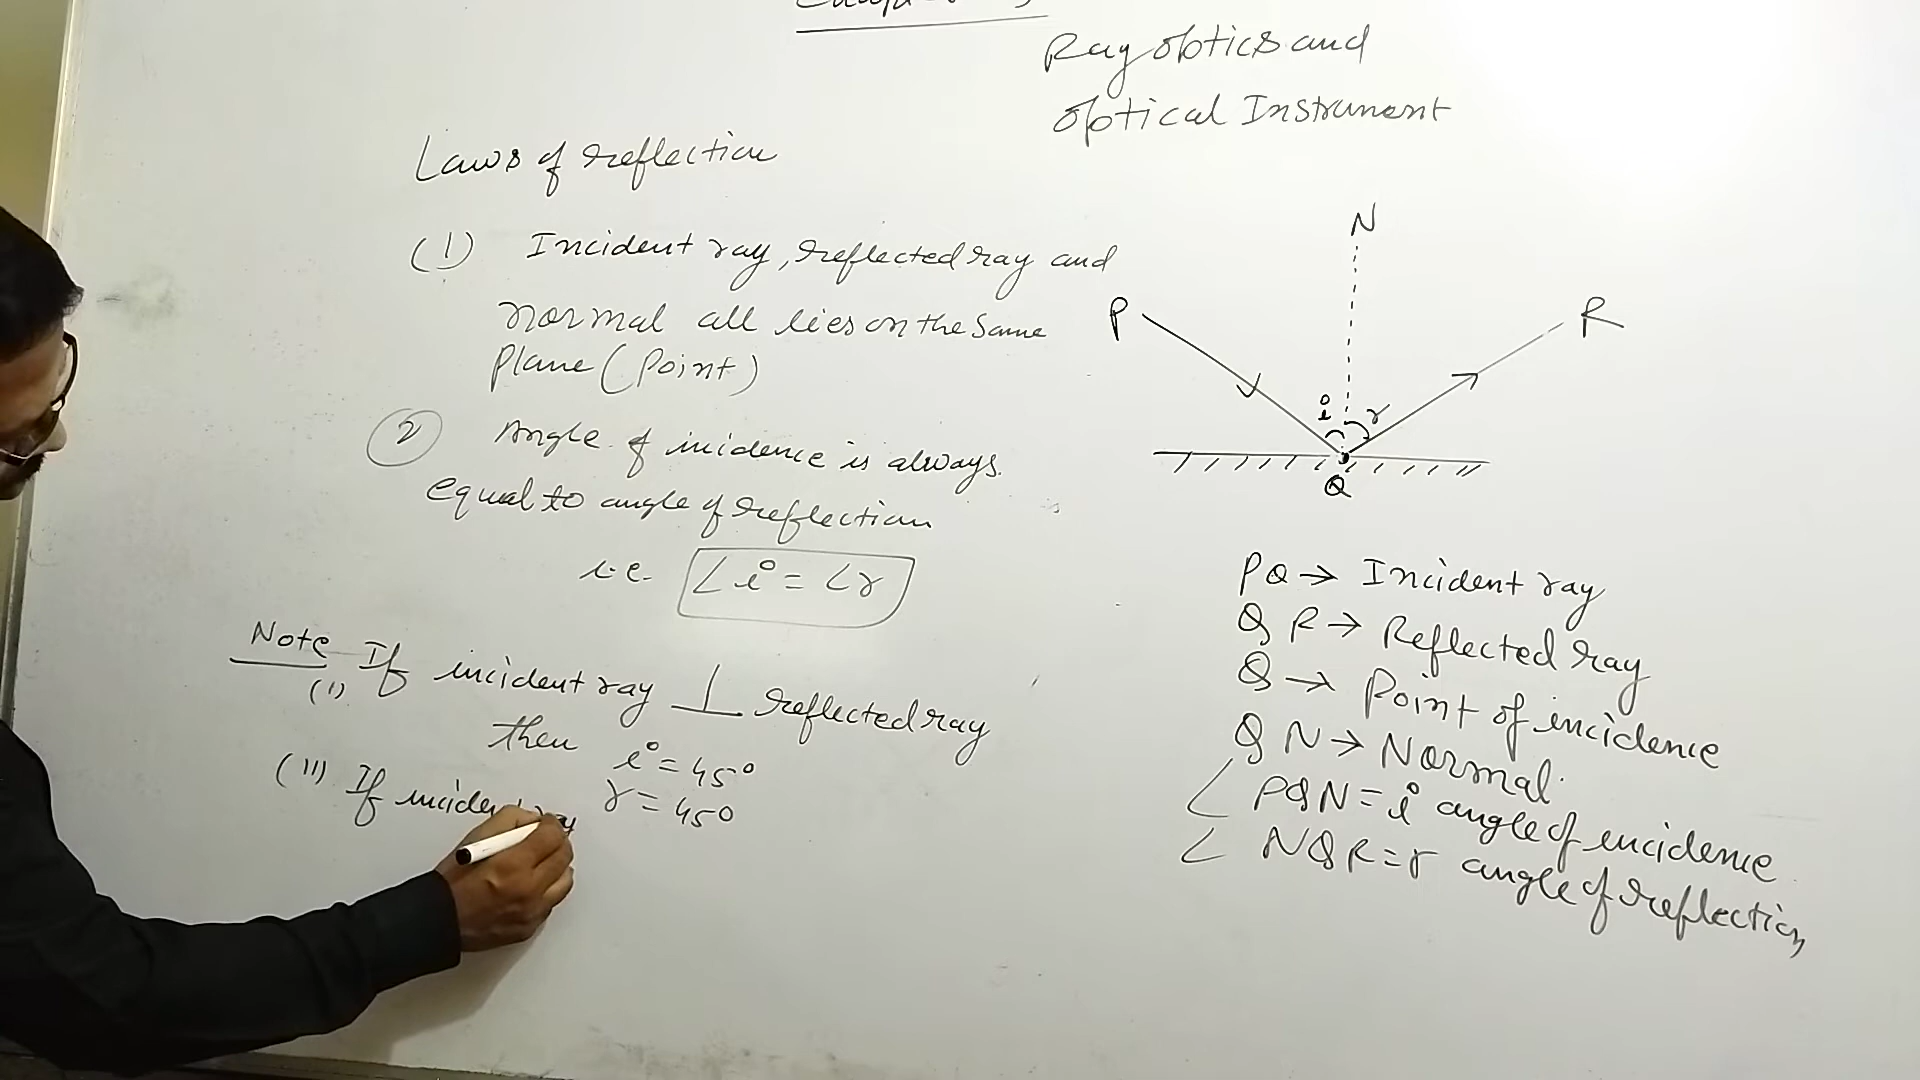 Ray optics and
optical Instrument
Laws of reflection
(1) Incident ray, reflected ray and
normal all lies on the same
plane (point)
(2) Angle of incidence is always
equal to angle of reflection
i.e. ∠i = ∠r
Note If incident ray ⊥ reflected ray
(i)
then i = 45°
r = 45°
(ii) If incident ray
N
P
R
i r
Q
PQ → Incident ray
QR → Reflected ray
Q → Point of incidence
QN → Normal
∠PQN = i angle of incidence
∠NQR = r angle of reflection